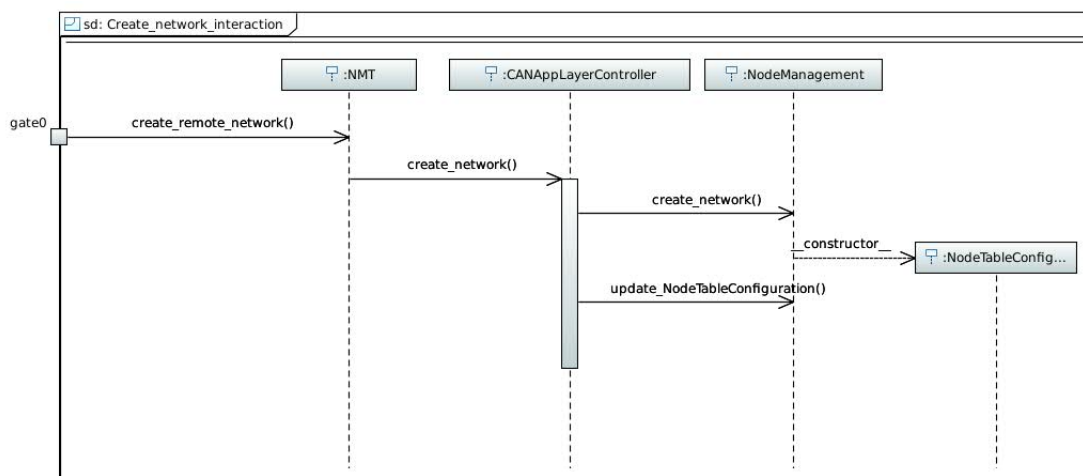 sd: Create_network_interaction
:NMT
:CANAppLayerController
:NodeManagement
gate0
create_remote_network()
create_network()
create_network()
__constructor__
:NodeTableConfig...
update_NodeTableConfiguration()